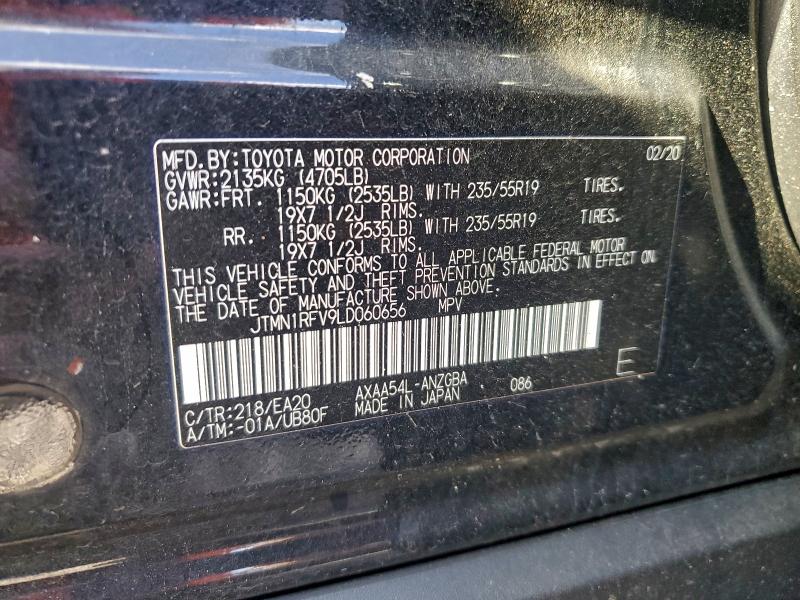 MFD.BY:TOYOTA MOTOR CORPORATION 02/20
GVWR:2135KG (4705LB)
GAWR:FRT. 1150KG (2535LB) WITH 235/55R19 TIRES.
19X7 1/2J RIMS.
RR. 1150KG (2535LB) WITH 235/55R19 TIRES.
19X7 1/2J RIMS.
THIS VEHICLE CONFORMS TO ALL APPLICABLE FEDERAL MOTOR
VEHICLE SAFETY AND THEFT PREVENTION STANDARDS IN EFFECT ON
THE DATE OF MANUFACTURE SHOWN ABOVE.
JTMN1RFV9LD060656 MPV
C/TR:218/EA20 AXAA54L-ANZGBA 086 E
A/TM:-01A/UB80F MADE IN JAPAN